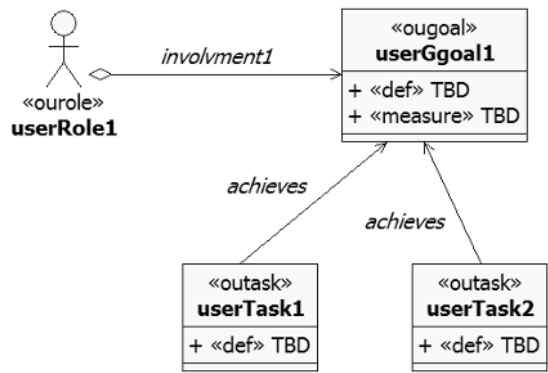 «ougoal»
userGgoal1
+ «def» TBD
+ «measure» TBD
involvment1
«ourole»
userRole1
achieves
achieves
«outask»
userTask1
+ «def» TBD
«outask»
userTask2
+ «def» TBD